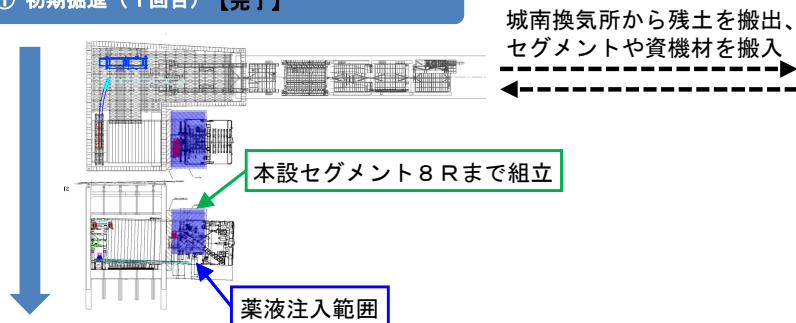 ① 初期掘進（１回目）【完了】
城南換気所から残土を搬出、
セグメントや資機材を搬入
本設セグメント８Ｒまで組立
薬液注入範囲